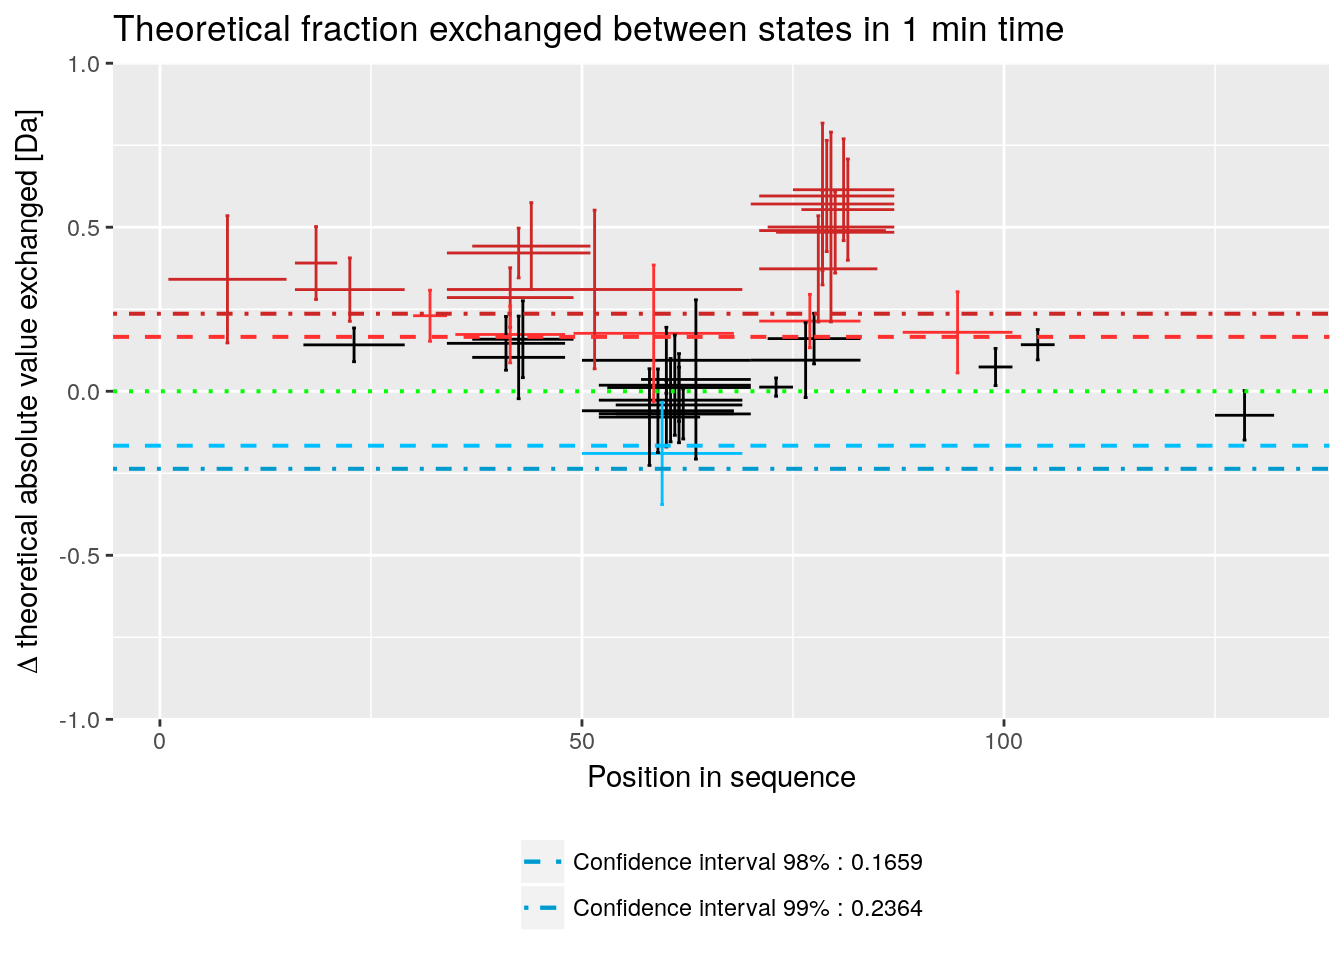 Theoretical fraction exchanged between states in 1 min time
Δ theoretical absolute value exchanged [Da]
1.0
0.5
0.0
-0.5
-1.0
0
50
100
Position in sequence
Confidence interval 98% : 0.1659
Confidence interval 99% : 0.2364